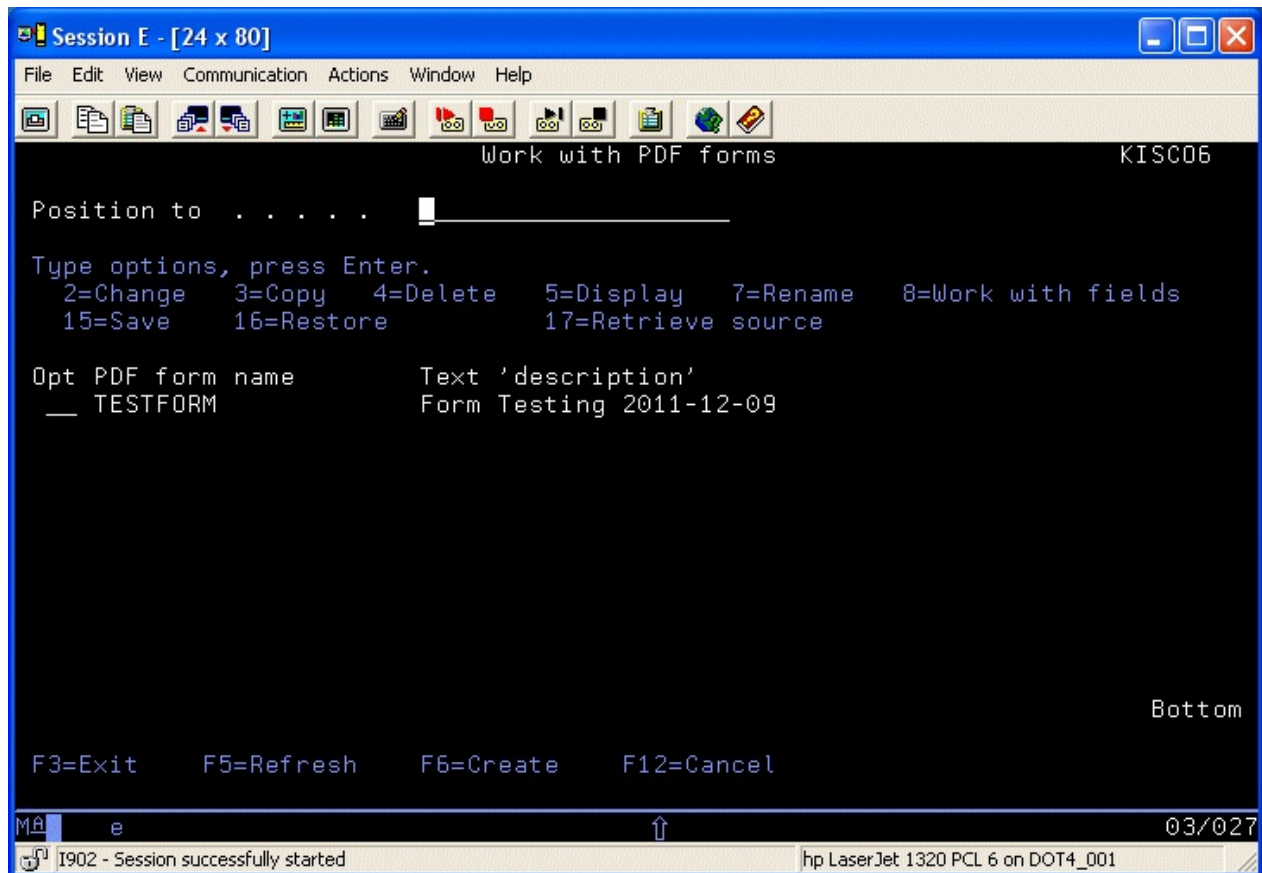 Session E - [24 x 80]
File Edit View Communication Actions Window Help
Work with PDF forms KISCO6
Position to . . . . .
Type options, press Enter.
2=Change 3=Copy 4=Delete 5=Display 7=Rename 8=Work with fields
15=Save 16=Restore 17=Retrieve source
Opt PDF form name Text 'description'
TESTFORM Form Testing 2011-12-09
Bottom
F3=Exit F5=Refresh F6=Create F12=Cancel
MA e 03/027
I902 - Session successfully started hp LaserJet 1320 PCL 6 on DOT4_001